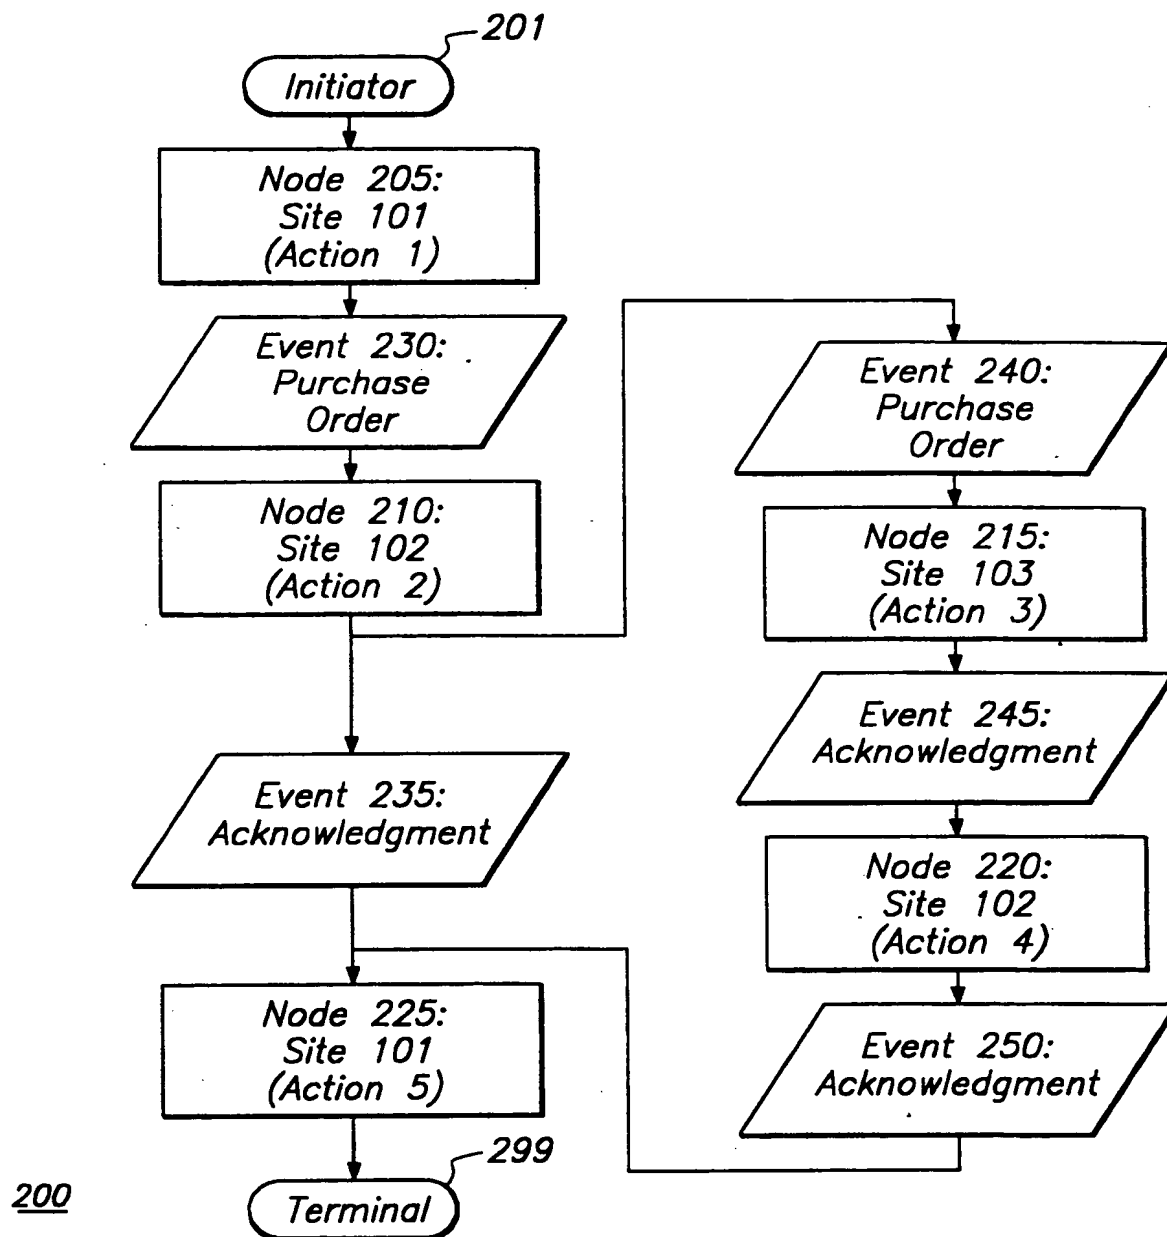 201
Initiator
Node 205:
Site 101
(Action 1)
Event 230:
Purchase
Order
Node 210:
Site 102
(Action 2)
Event 235:
Acknowledgment
Node 225:
Site 101
(Action 5)
299
Terminal
Event 240:
Purchase
Order
Node 215:
Site 103
(Action 3)
Event 245:
Acknowledgment
Node 220:
Site 102
(Action 4)
Event 250:
Acknowledgment
200